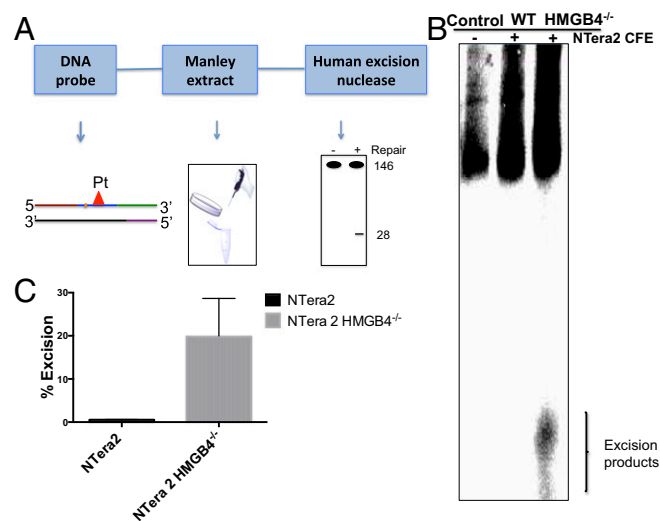 A
DNA
probe
Manley
extract
Human excision
nuclease
Pt
5
3’
3’
5’
- + Repair
146
28
B
Control WT HMGB4-/-
- + + NTera2 CFE
Excision
products
C
% Excision
30
20
10
0
NTera2
NTera 2 HMGB4-/-
NTera2
NTera 2 HMGB4-/-